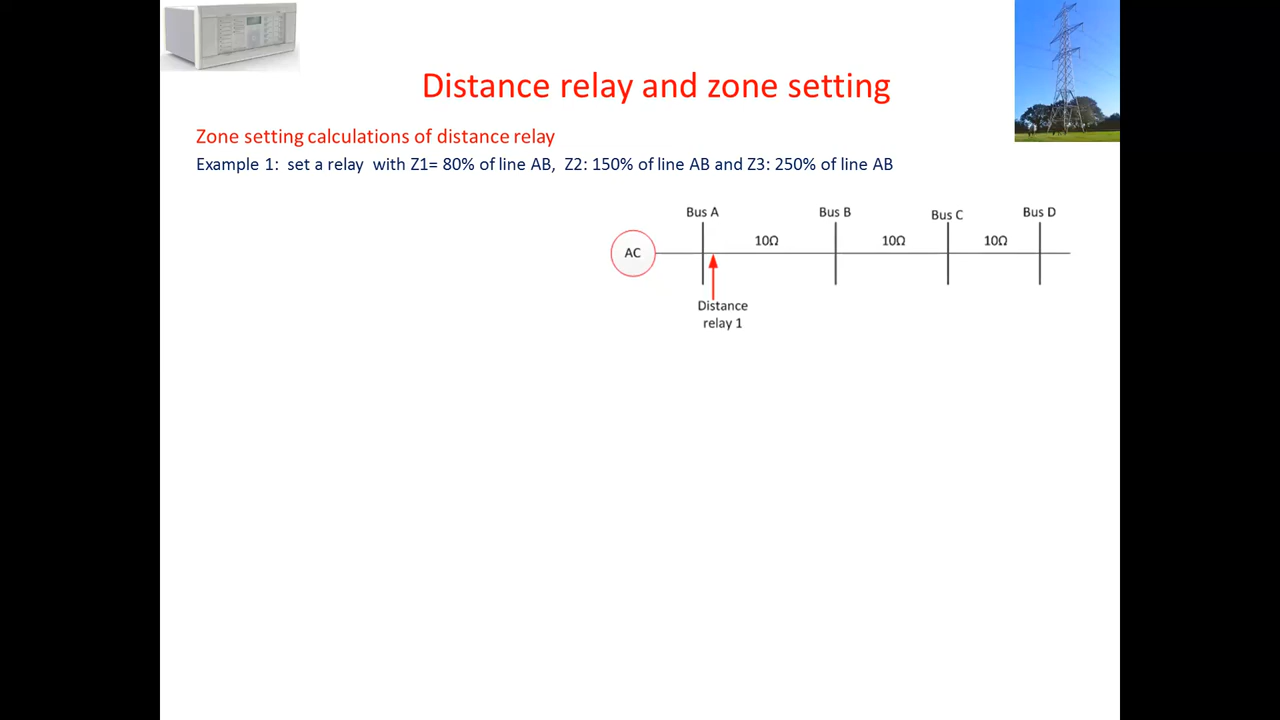 Distance relay and zone setting
Zone setting calculations of distance relay
Example 1:  set a relay  with Z1= 80% of line AB,  Z2: 150% of line AB and Z3: 250% of line AB
Bus A
Bus B
Bus C
Bus D
10Ω
10Ω
10Ω
AC
Distance
relay 1